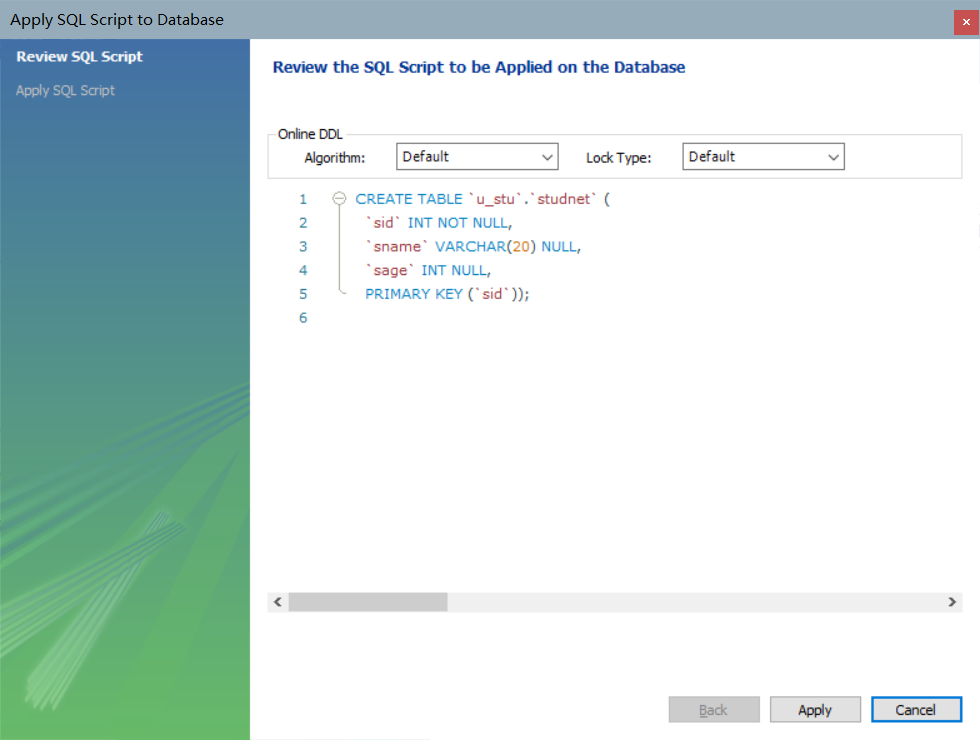 Apply SQL Script to Database
×
Review SQL Script
Apply SQL Script
Review the SQL Script to be Applied on the Database
Online DDL
Algorithm: Default Lock Type: Default
1 CREATE TABLE `u_stu`.`studnet` (
2 `sid` INT NOT NULL,
3 `sname` VARCHAR(20) NULL,
4 `sage` INT NULL,
5 PRIMARY KEY (`sid`));
6
Back Apply Cancel